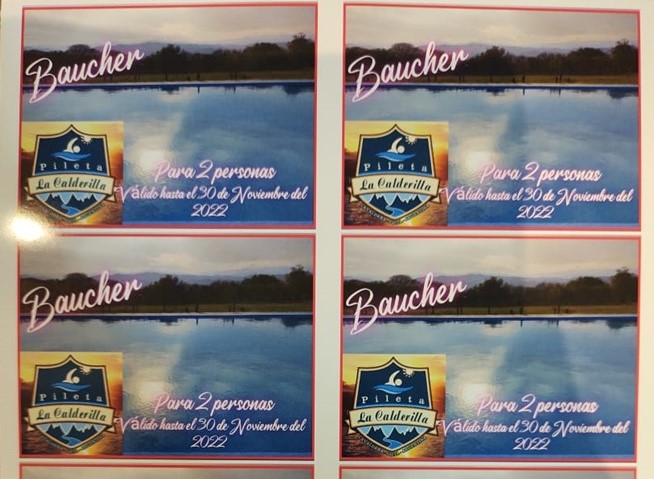 Baucher
Pileta
La Calderilla
Para 2 personas
Válido hasta el 30 de Noviembre del
2022
Baucher
Pileta
La Calderilla
Para 2 personas
Válido hasta el 30 de Noviembre del
2022
Baucher
Pileta
La Calderilla
Para 2 personas
Válido hasta el 30 de Noviembre del
2022
Baucher
Pileta
La Calderilla
Para 2 personas
Válido hasta el 30 de Noviembre del
2022